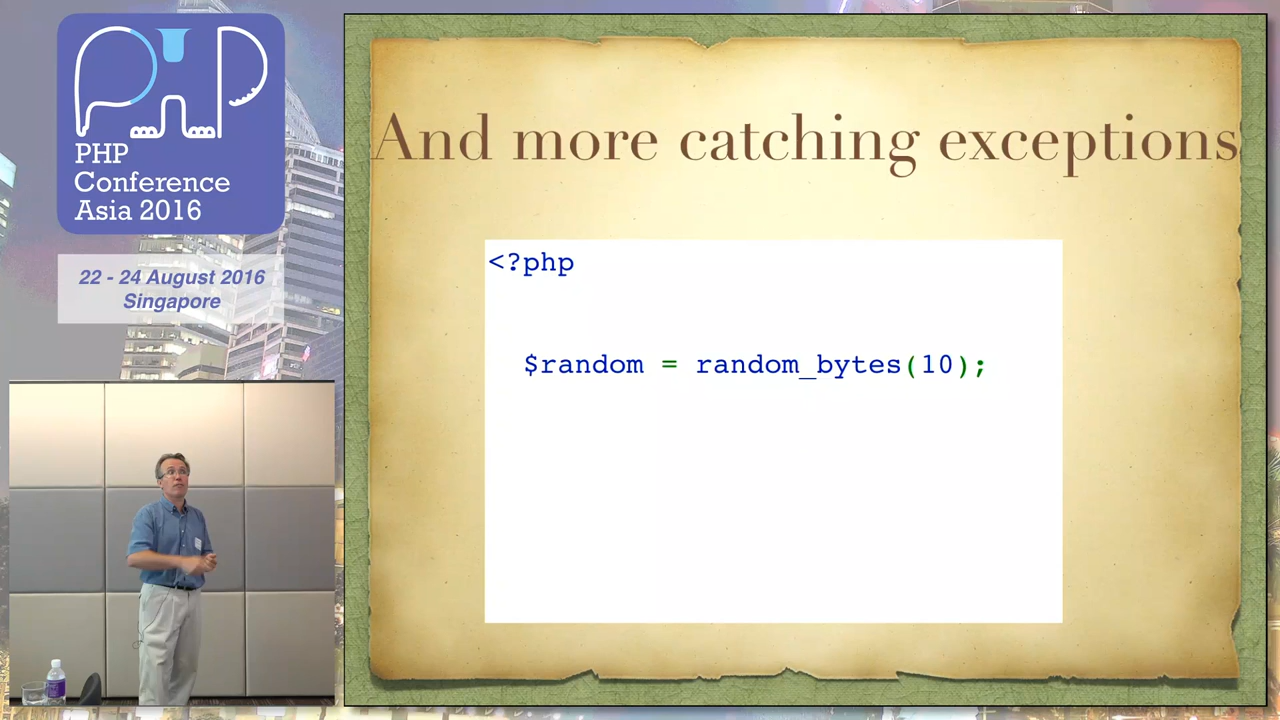 PHP
Conference
Asia 2016
22 - 24 August 2016
Singapore
And more catching exceptions
<?php
$random = random_bytes(10);